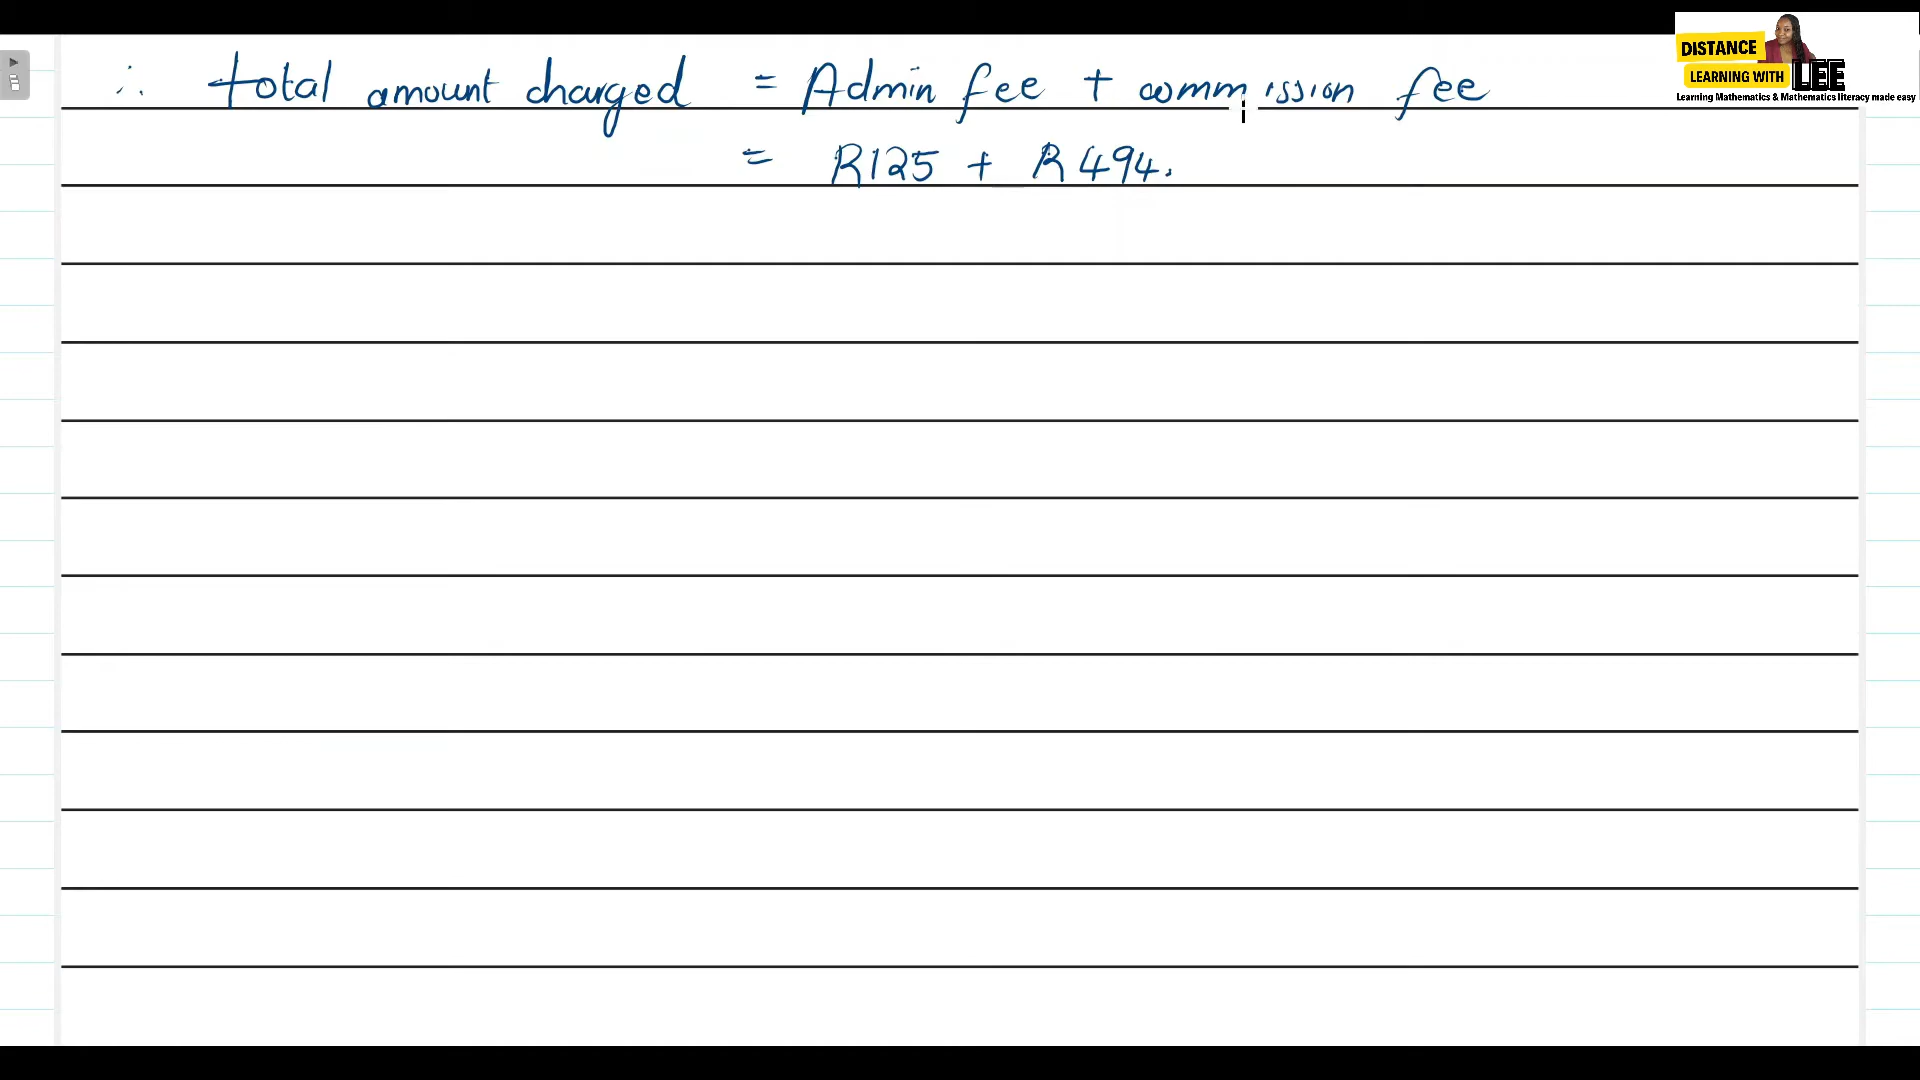 DISTANCE
LEARNING WITH LEE
Learning Mathematics & Mathematics literacy made easy
∴ total amount charged = Admin fee + commission fee
= R125 + R494.